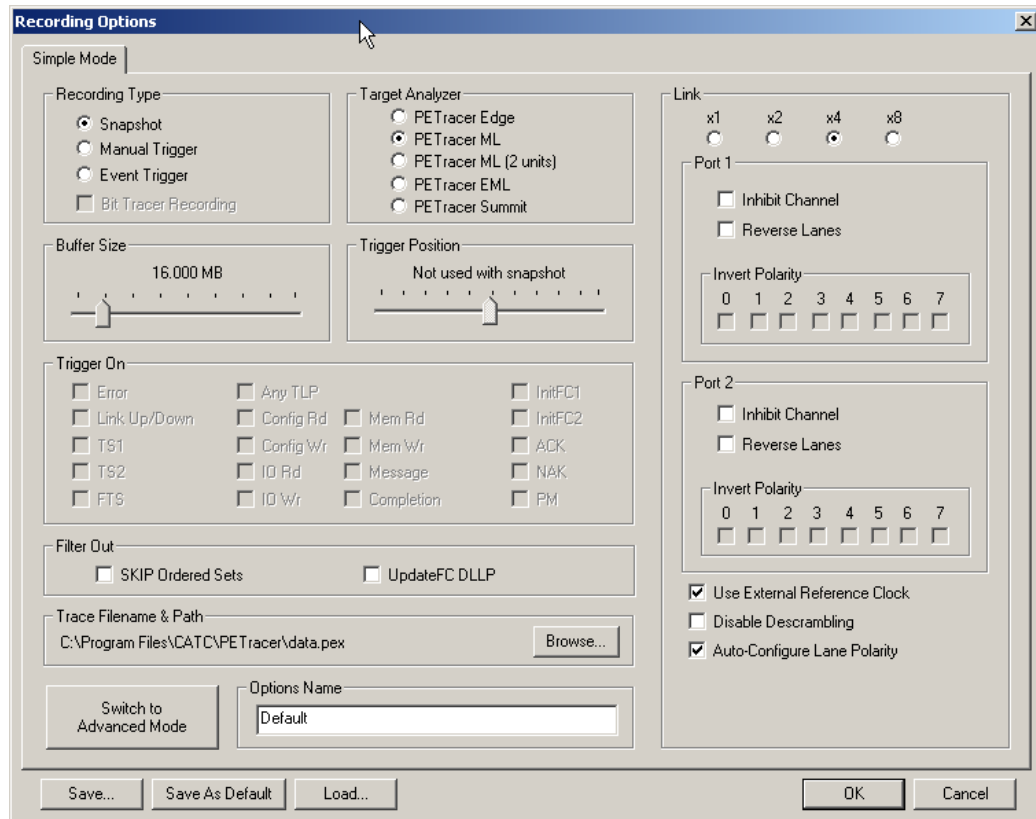 Recording Options
Simple Mode
Recording Type
Snapshot
Manual Trigger
Event Trigger
Bit Tracer Recording
Target Analyzer
PETracer Edge
PETracer ML
PETracer ML (2 units)
PETracer EML
PETracer Summit
Buffer Size
16.000 MB
Trigger Position
Not used with snapshot
Trigger On
Error
Link Up/Down
TS1
TS2
FTS
Any TLP
Config Rd
Config Wr
IO Rd
IO Wr
Mem Rd
Mem Wr
Message
Completion
InitFC1
InitFC2
ACK
NAK
PM
Filter Out
SKIP Ordered Sets
UpdateFC DLLP
Trace Filename & Path
C:\Program Files\CATC\PETracer\data.pex
Browse...
Switch to
Advanced Mode
Options Name
Default
Link
x1 x2 x4 x8
Port 1
Inhibit Channel
Reverse Lanes
Invert Polarity
0 1 2 3 4 5 6 7
Port 2
Inhibit Channel
Reverse Lanes
Invert Polarity
0 1 2 3 4 5 6 7
Use External Reference Clock
Disable Descrambling
Auto-Configure Lane Polarity
Save...
Save As Default
Load...
OK
Cancel